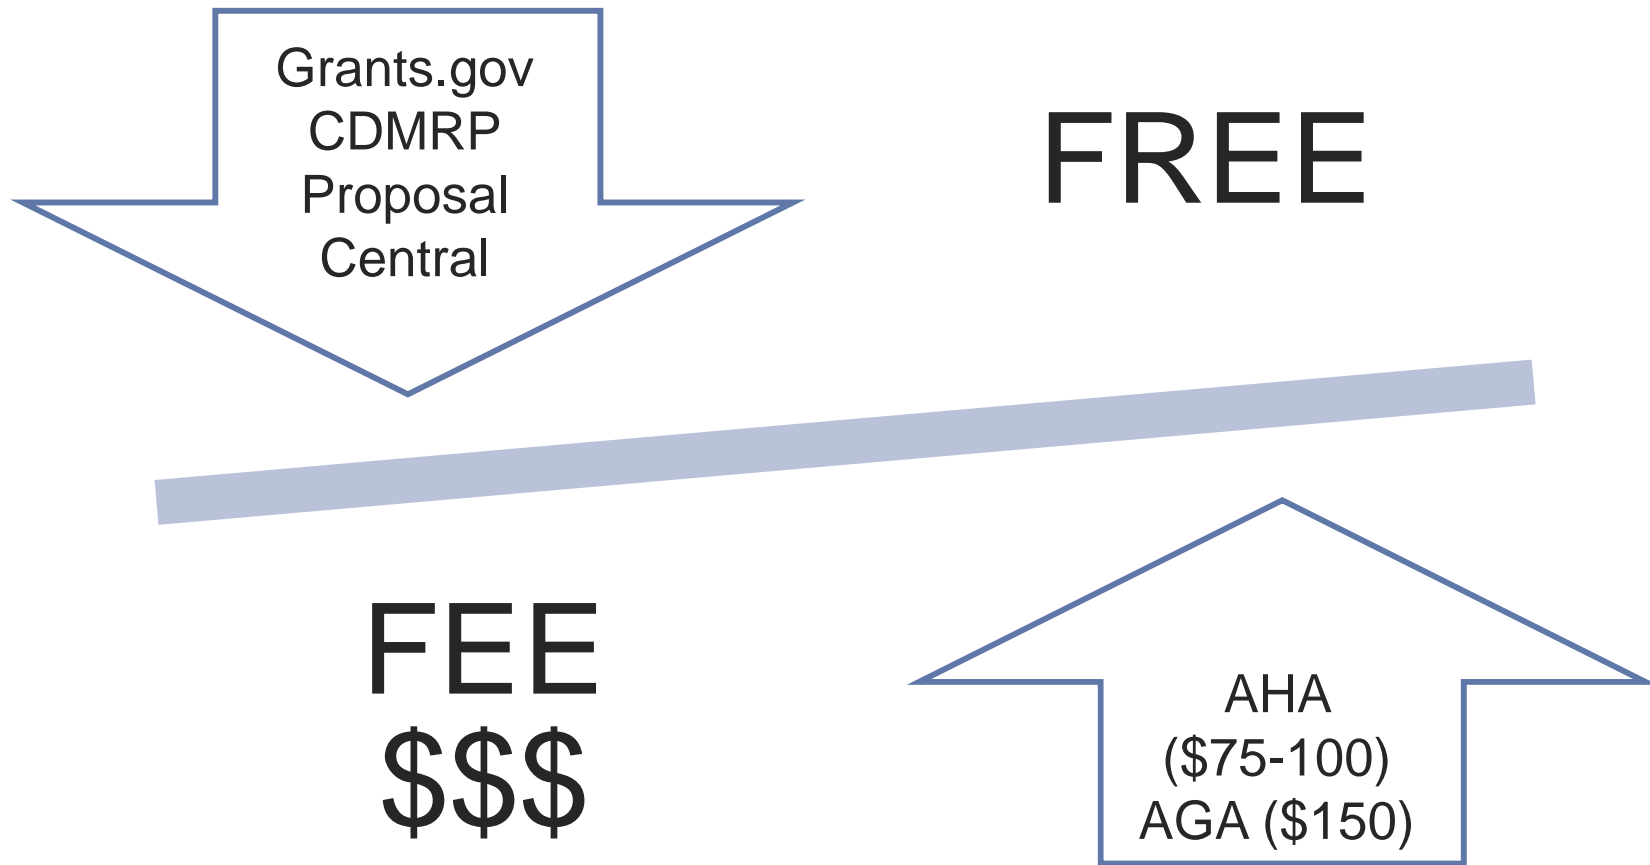 Grants.gov
CDMRP
Proposal
Central
FREE
FEE
$$$
AHA
($75-100)
AGA ($150)